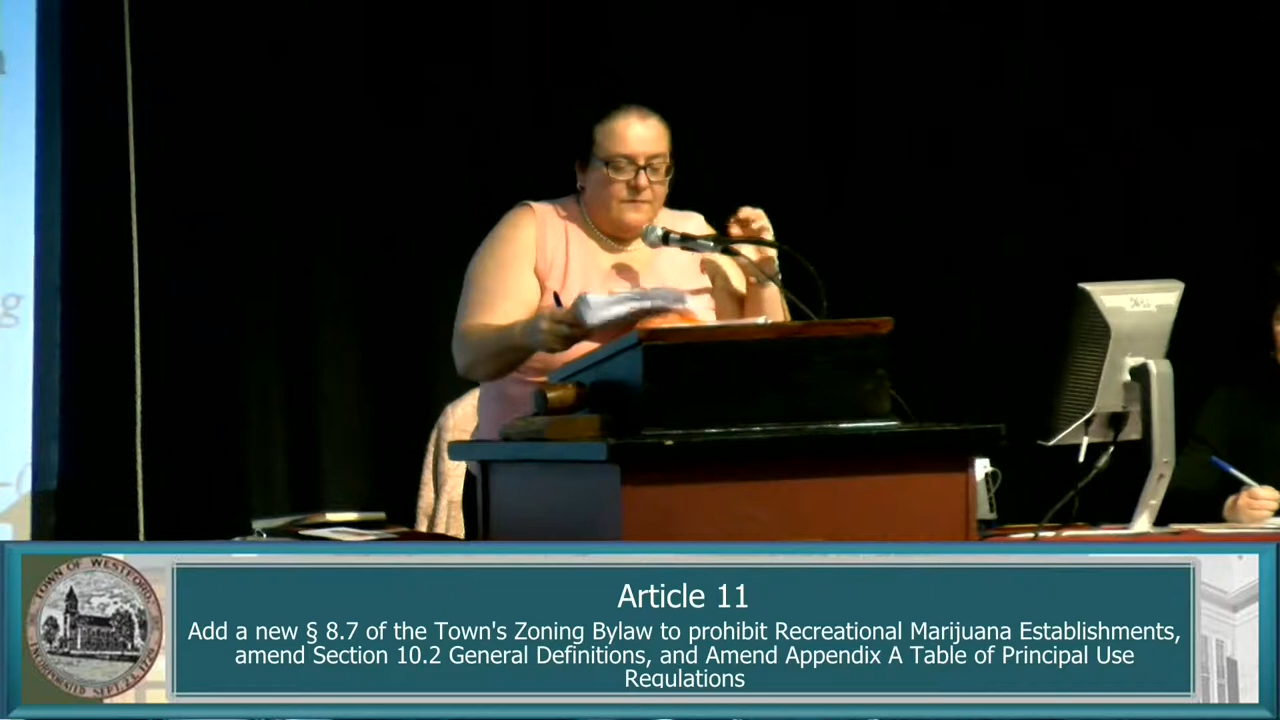 g
TOWN OF WESTFORD
Article 11
Add a new § 8.7 of the Town's Zoning Bylaw to prohibit Recreational Marijuana Establishments,
amend Section 10.2 General Definitions, and Amend Appendix A Table of Principal Use
Regulations